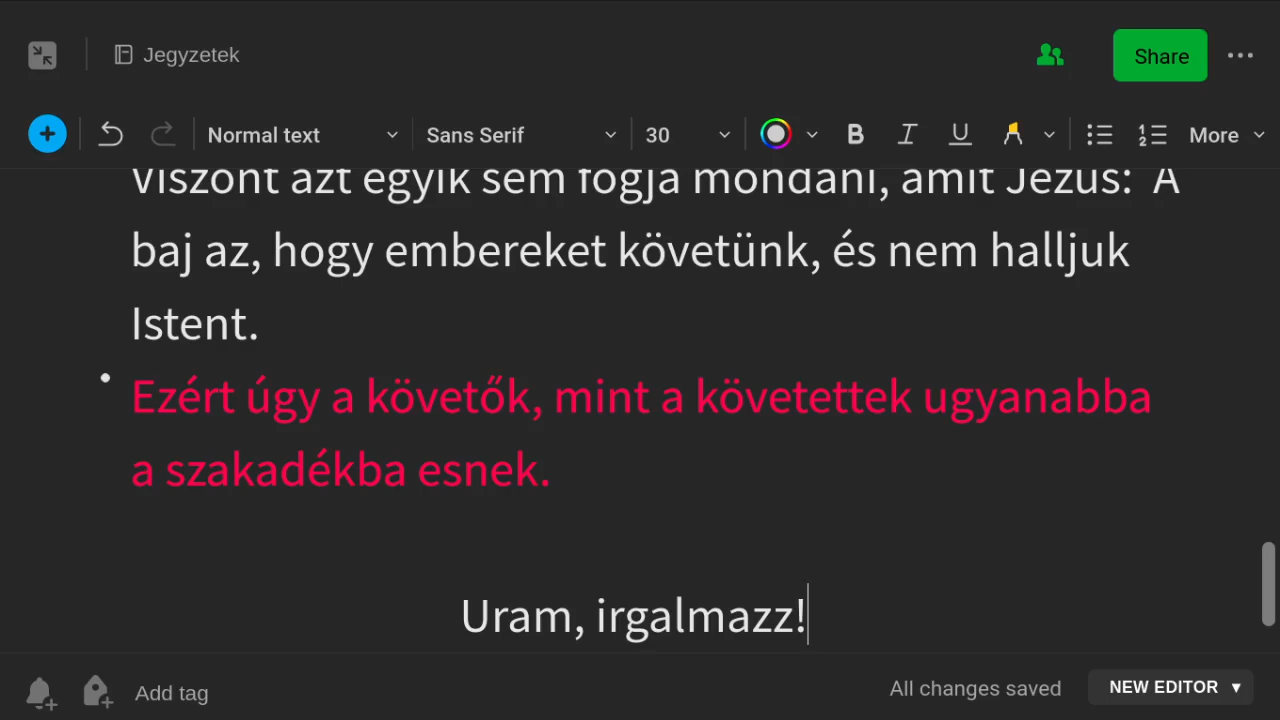 Jegyzetek
Share
Normal text
Sans Serif
30
More
Viszont azt egyik sem fogja mondani, amit Jézus: A
baj az, hogy embereket követünk, és nem halljuk
Istent.
Ezért úgy a követők, mint a követettek ugyanabba
a szakadékba esnek.
Uram, irgalmazz!
Add tag
All changes saved
NEW EDITOR